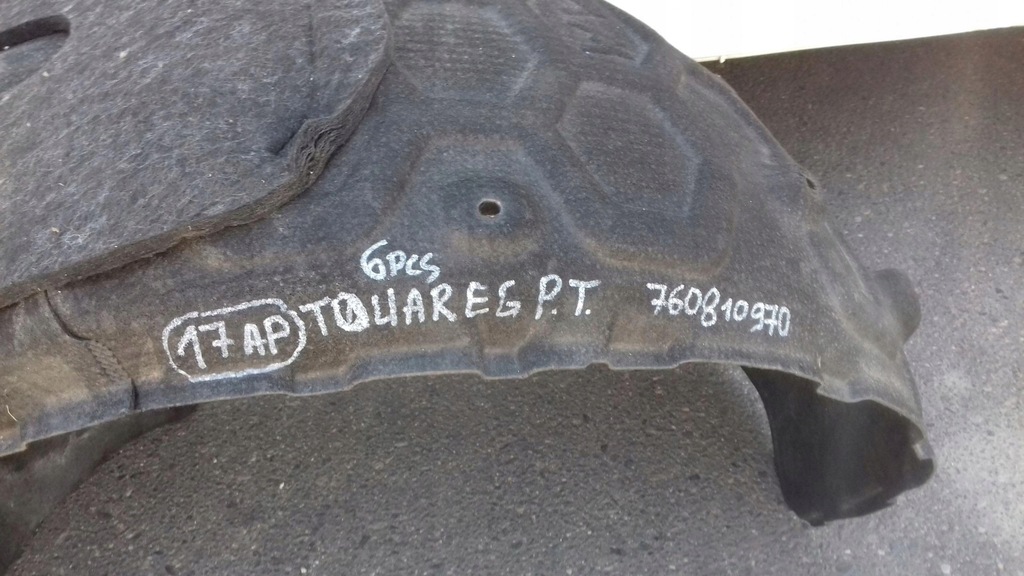 6pcs
17AP TOUAREG P.T. 760810970